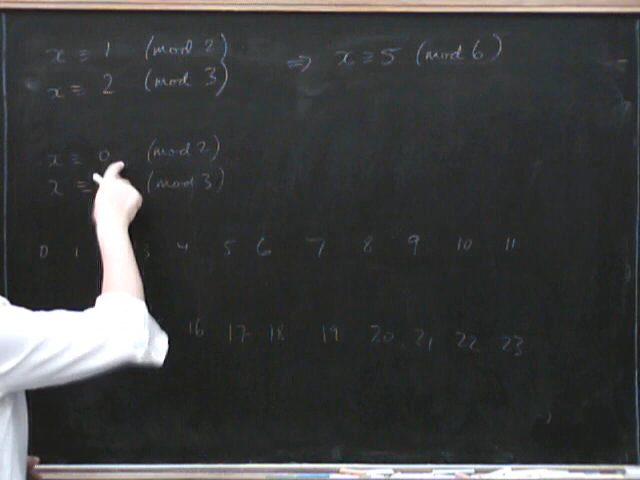 x ≡ 1 (mod 2) ⇒ x ≡ 5 (mod 6)
x ≡ 2 (mod 3)
x ≡ 0 (mod 2)
x ≡ (mod 3)
0 1 3 4 5 6 7 8 9 10 11
16 17 18 19 20 21 22 23